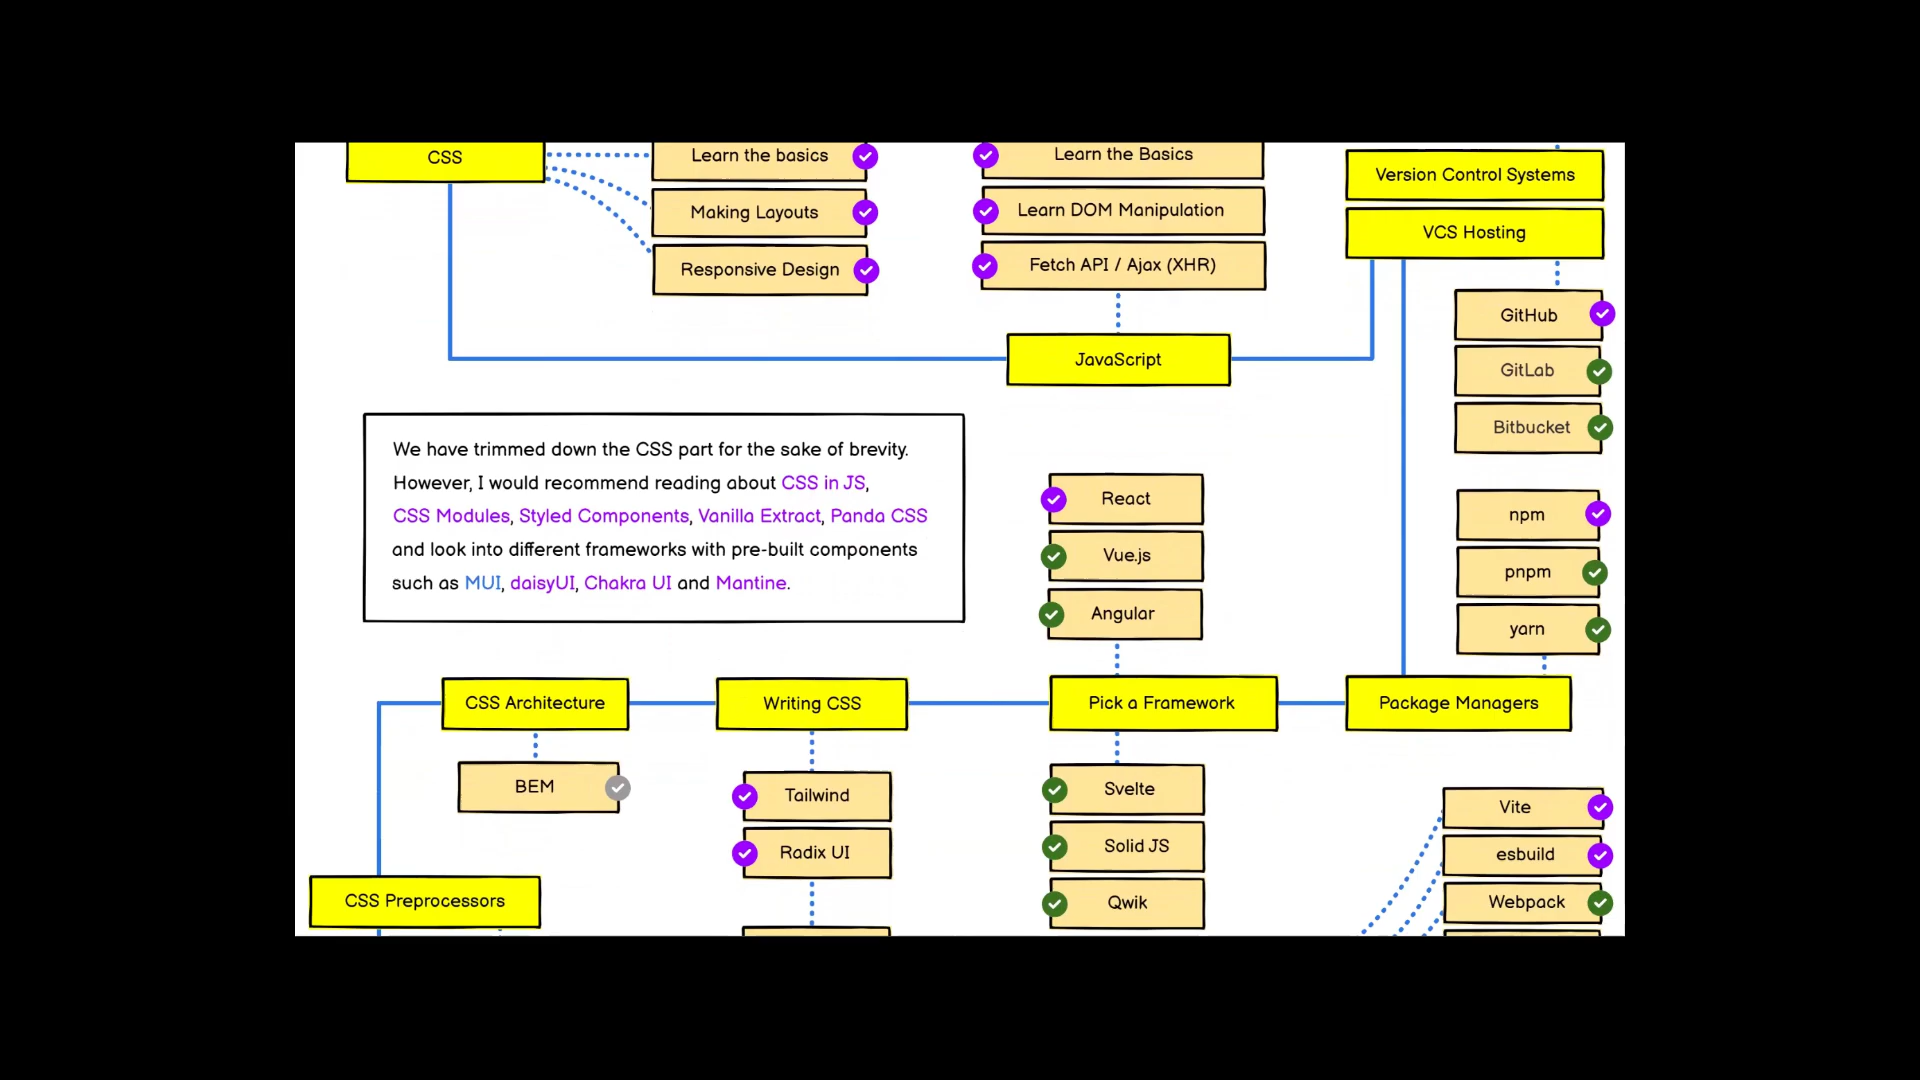 CSS
Learn the basics
Making Layouts
Responsive Design
Learn the Basics
Learn DOM Manipulation
Fetch API / Ajax (XHR)
JavaScript
Version Control Systems
VCS Hosting
GitHub
GitLab
Bitbucket
We have trimmed down the CSS part for the sake of brevity.
However, I would recommend reading about CSS in JS,
CSS Modules, Styled Components, Vanilla Extract, Panda CSS
and look into different frameworks with pre-built components
such as MUI, daisyUI, Chakra UI and Mantine.
React
Vue.js
Angular
npm
pnpm
yarn
CSS Architecture
Writing CSS
Pick a Framework
Package Managers
BEM
Tailwind
Radix UI
Svelte
Solid JS
Qwik
Vite
esbuild
Webpack
CSS Preprocessors